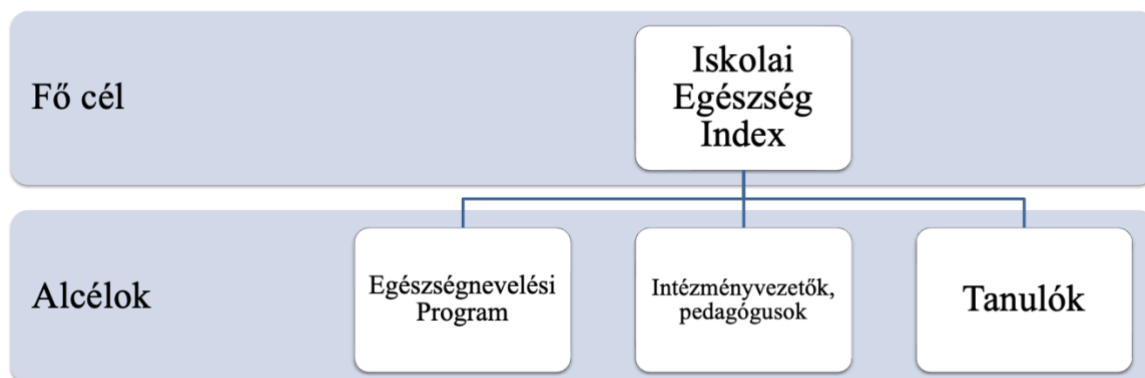 Fő cél
Iskolai
Egészség
Index
Alcélok
Egészségnevelési
Program
Intézményvezetők,
pedagógusok
Tanulók